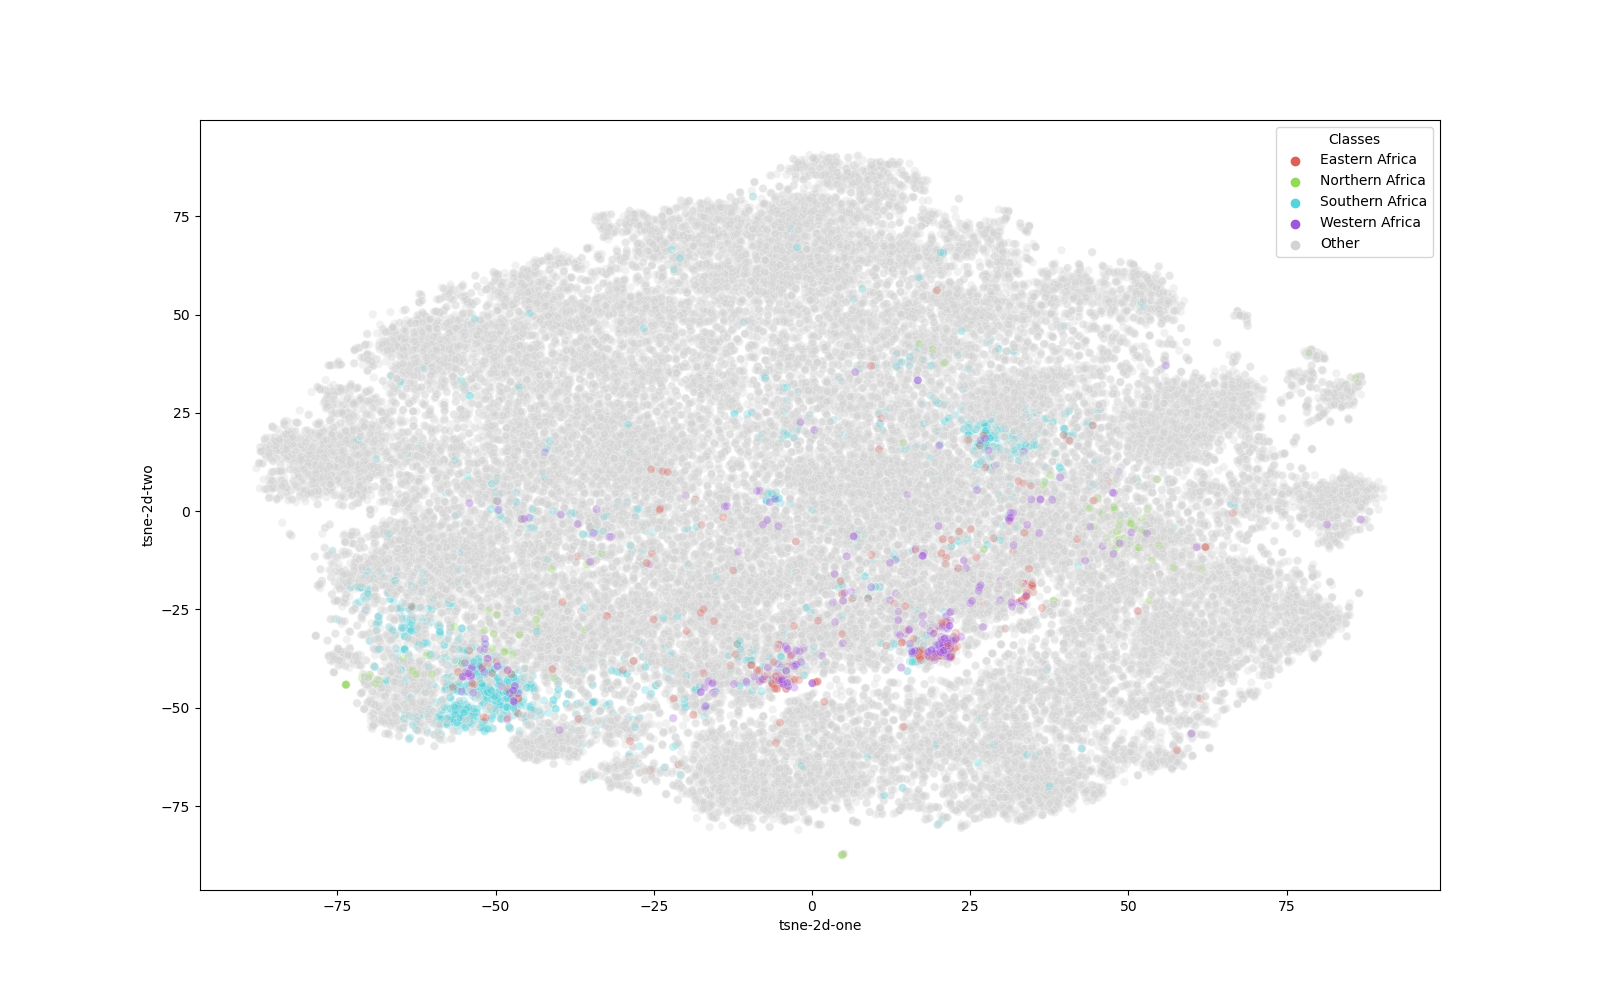 Classes
Eastern Africa
Northern Africa
Southern Africa
Western Africa
Other
75
50
25
0
−25
−50
−75
tsne-2d-two
−75
−50
−25
0
25
50
75
tsne-2d-one